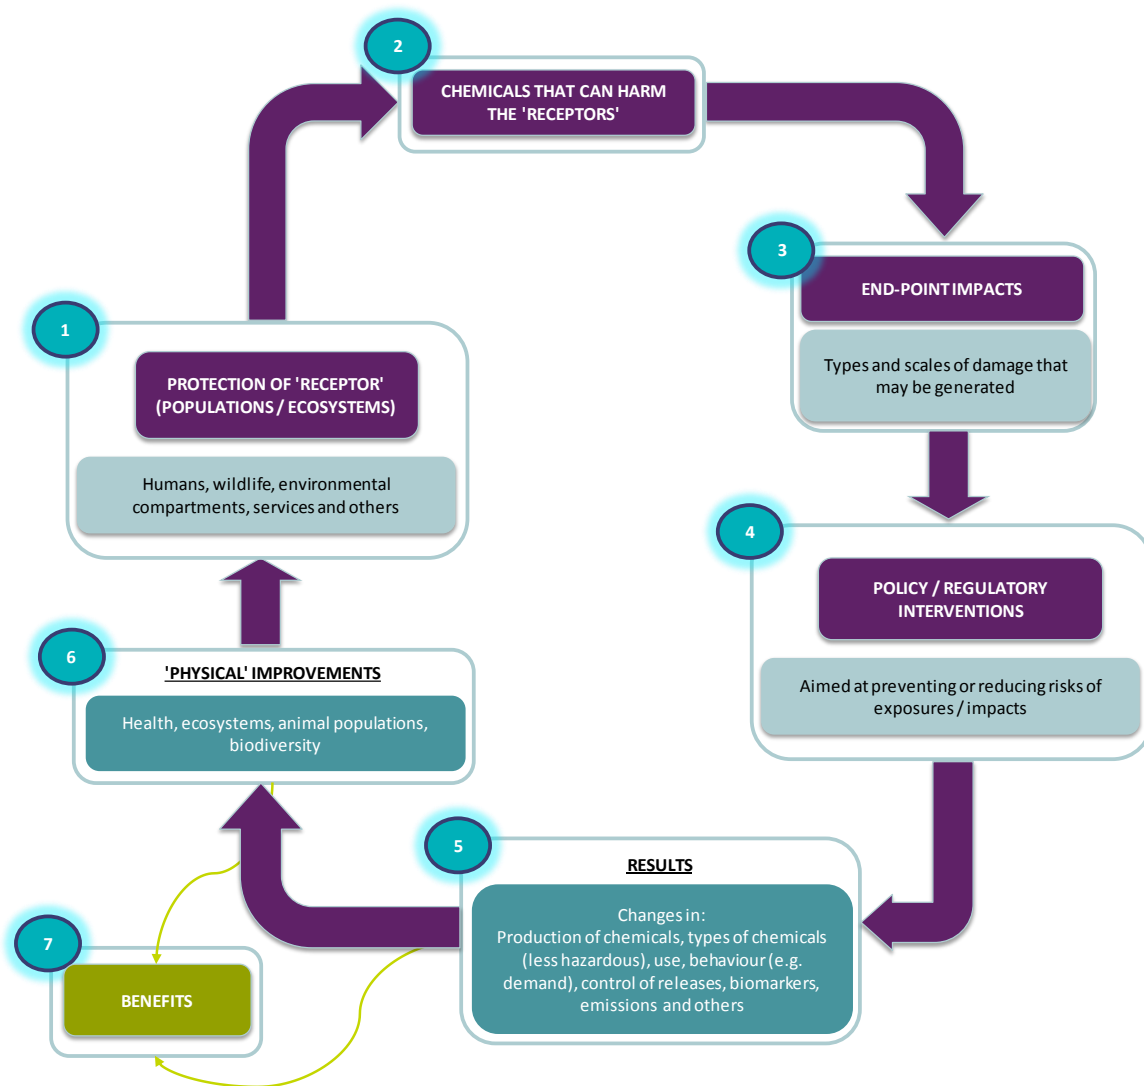 1
PROTECTION OF 'RECEPTOR'
(POPULATIONS / ECOSYSTEMS)
Humans, wildlife, environmental
compartments, services and others
2
CHEMICALS THAT CAN HARM
THE 'RECEPTORS'
3
END-POINT IMPACTS
Types and scales of damage that
may be generated
4
POLICY / REGULATORY
INTERVENTIONS
Aimed at preventing or reducing risks of
exposures / impacts
5
RESULTS
Changes in:
Production of chemicals, types of chemicals
(less hazardous), use, behaviour (e.g.
demand), control of releases, biomarkers,
emissions and others
6
'PHYSICAL' IMPROVEMENTS
Health, ecosystems, animal populations,
biodiversity
7
BENEFITS